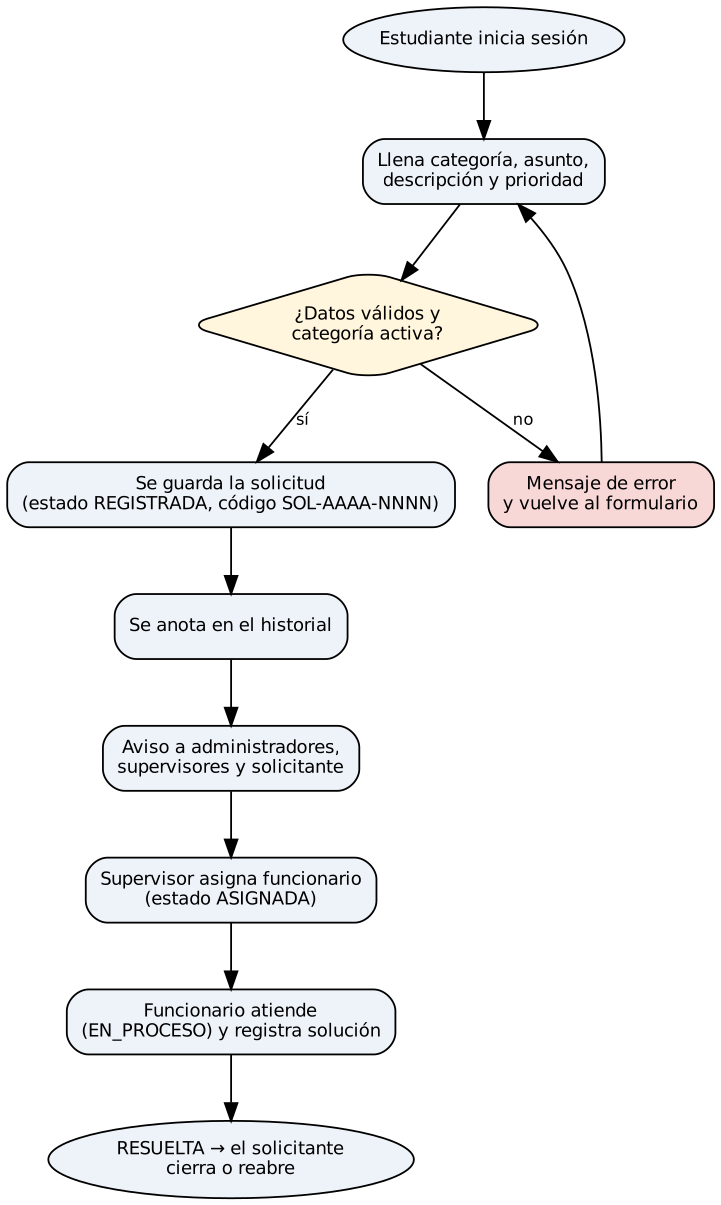 Estudiante inicia sesión
Llena categoría, asunto,
descripción y prioridad
¿Datos válidos y
categoría activa?
sí
no
Se guarda la solicitud
(estado REGISTRADA, código SOL-AAAA-NNNN)
Mensaje de error
y vuelve al formulario
Se anota en el historial
Aviso a administradores,
supervisores y solicitante
Supervisor asigna funcionario
(estado ASIGNADA)
Funcionario atiende
(EN_PROCESO) y registra solución
RESUELTA → el solicitante
cierra o reabre